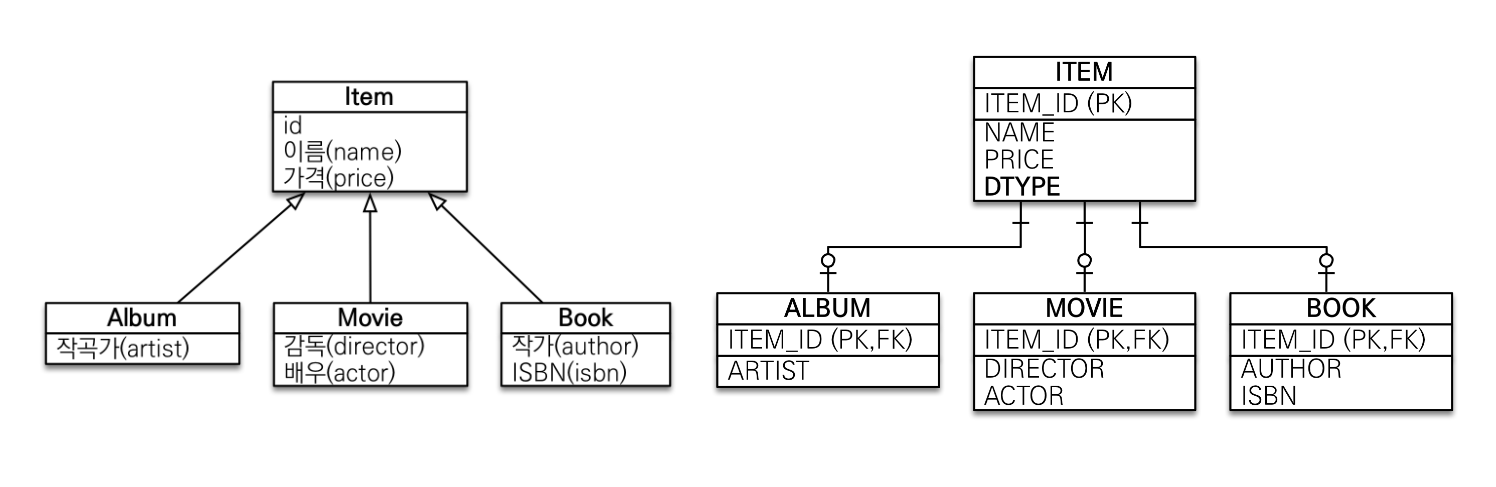 Item
id
이름(name)
가격(price)
Album
작곡가(artist)
Movie
감독(director)
배우(actor)
Book
작가(author)
ISBN(isbn)
ITEM
ITEM_ID (PK)
NAME
PRICE
DTYPE
ALBUM
ITEM_ID (PK,FK)
ARTIST
MOVIE
ITEM_ID (PK,FK)
DIRECTOR
ACTOR
BOOK
ITEM_ID (PK,FK)
AUTHOR
ISBN